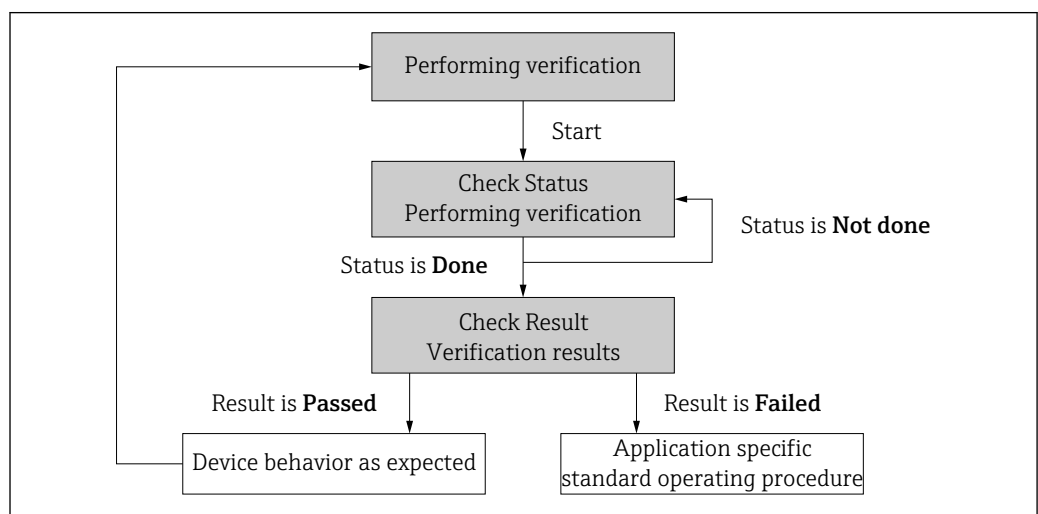 Performing verification
Start
Check Status
Performing verification
Status is Not done
Status is Done
Check Result
Verification results
Result is Passed
Result is Failed
Device behavior as expected
Application specific
standard operating procedure